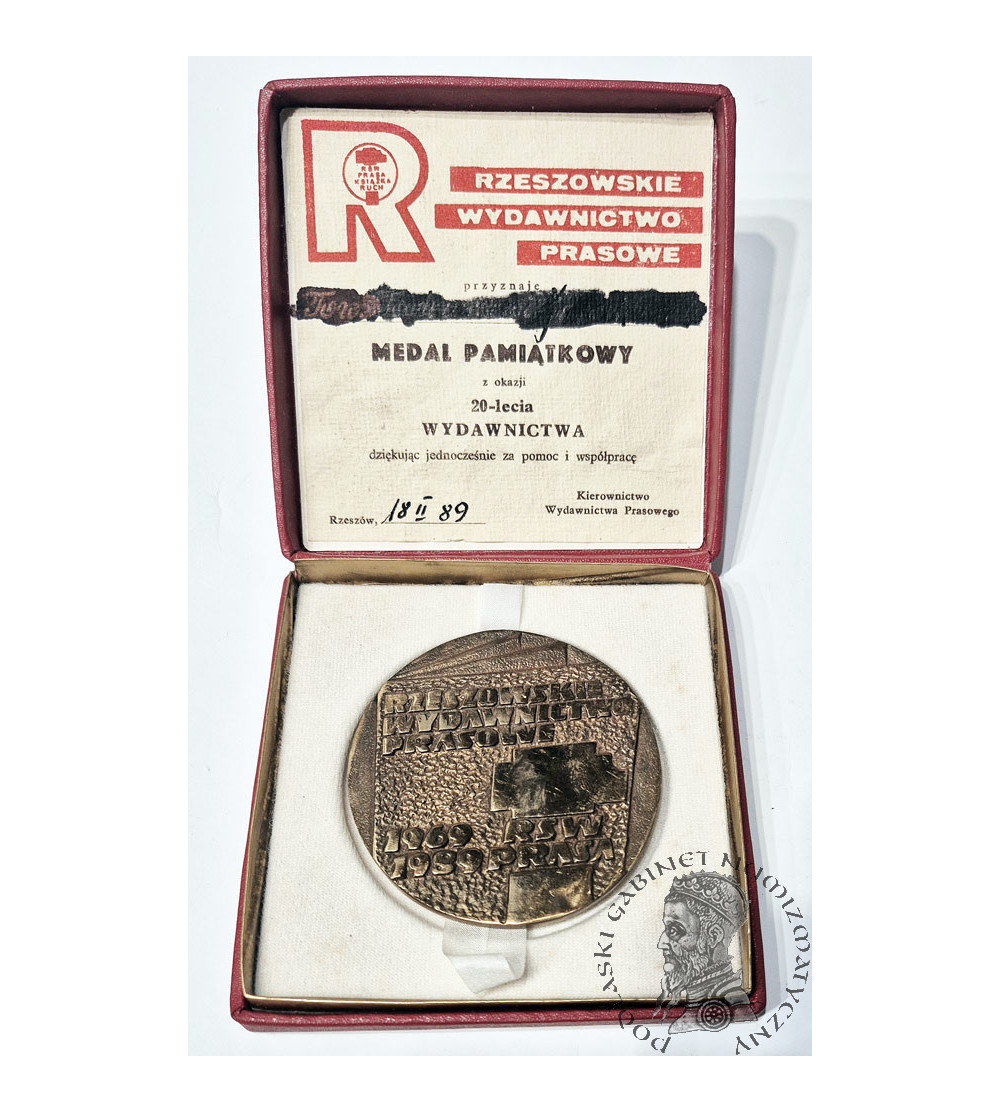 RSW
PRASA
KSIĄŻKA
RUCH
RZESZOWSKIE
WYDAWNICTWO
PRASOWE
przyznaje
MEDAL PAMIĄTKOWY
z okazji
20-lecia
WYDAWNICTWA
dziękując jednocześnie za pomoc i współpracę
Kierownictwo
Wydawnictwa Prasowego
Rzeszów, 18 II 89
RZESZOWSKIE
WYDAWNICTWO
PRASOWE
1969 RSW
1989 PRASA
PODLASKI GABINET NUMIZMATYCZNY